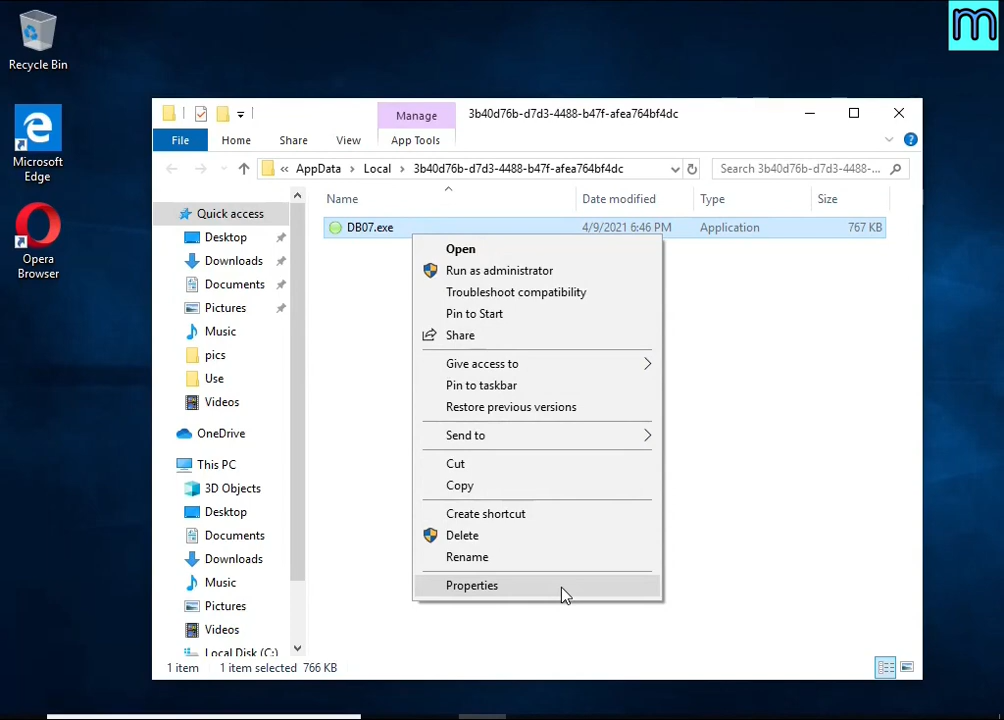 m
Recycle Bin
Microsoft
Edge
Opera
Browser
Manage
3b40d76b-d7d3-4488-b47f-afea764bf4dc
File
Home
Share
View
App Tools
?
«
AppData
Local
3b40d76b-d7d3-4488-b47f-afea764bf4dc
Search 3b40d76b-d7d3-4488-...
Name
Date modified
Type
Size
DB07.exe
4/9/2021 6:46 PM
Application
767 KB
Quick access
Desktop
Downloads
Documents
Pictures
Music
pics
Use
Videos
OneDrive
This PC
3D Objects
Desktop
Documents
Downloads
Music
Pictures
Videos
Local Disk (C:)
Open
Run as administrator
Troubleshoot compatibility
Pin to Start
Share
Give access to
Pin to taskbar
Restore previous versions
Send to
Cut
Copy
Create shortcut
Delete
Rename
Properties
1 item
1 item selected 766 KB